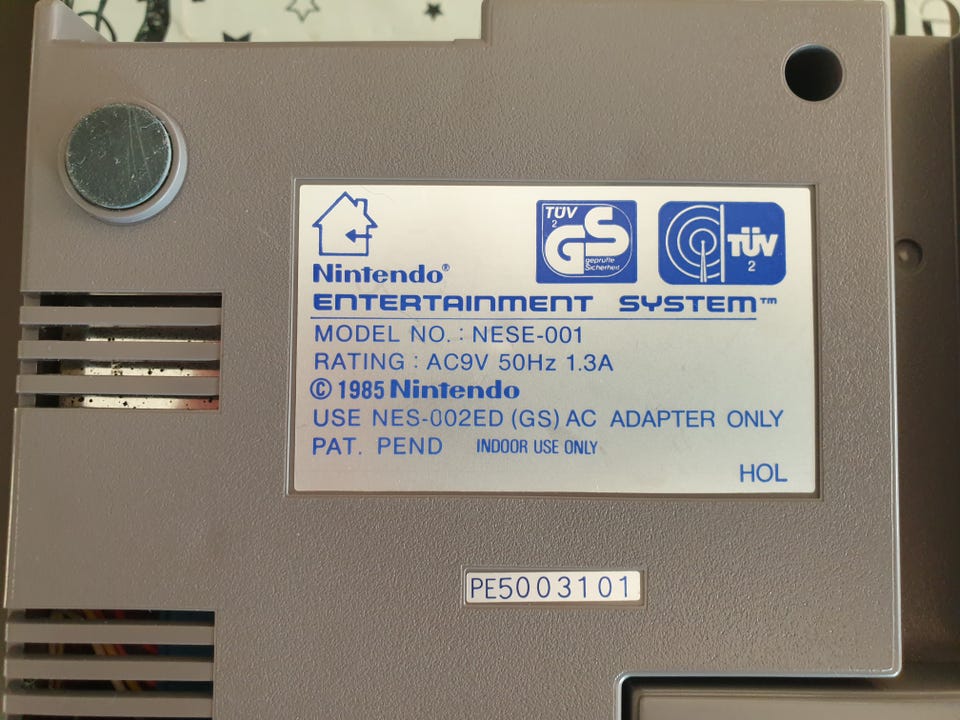 TÜV
2
GS
geprüfte
Sicherheit
TÜV
2
Nintendo®
ENTERTAINMENT SYSTEM™
MODEL NO. : NESE-001
RATING : AC9V 50Hz 1.3A
© 1985 Nintendo
USE NES-002ED (GS) AC ADAPTER ONLY
PAT. PEND INDOOR USE ONLY
HOL
PE5003101